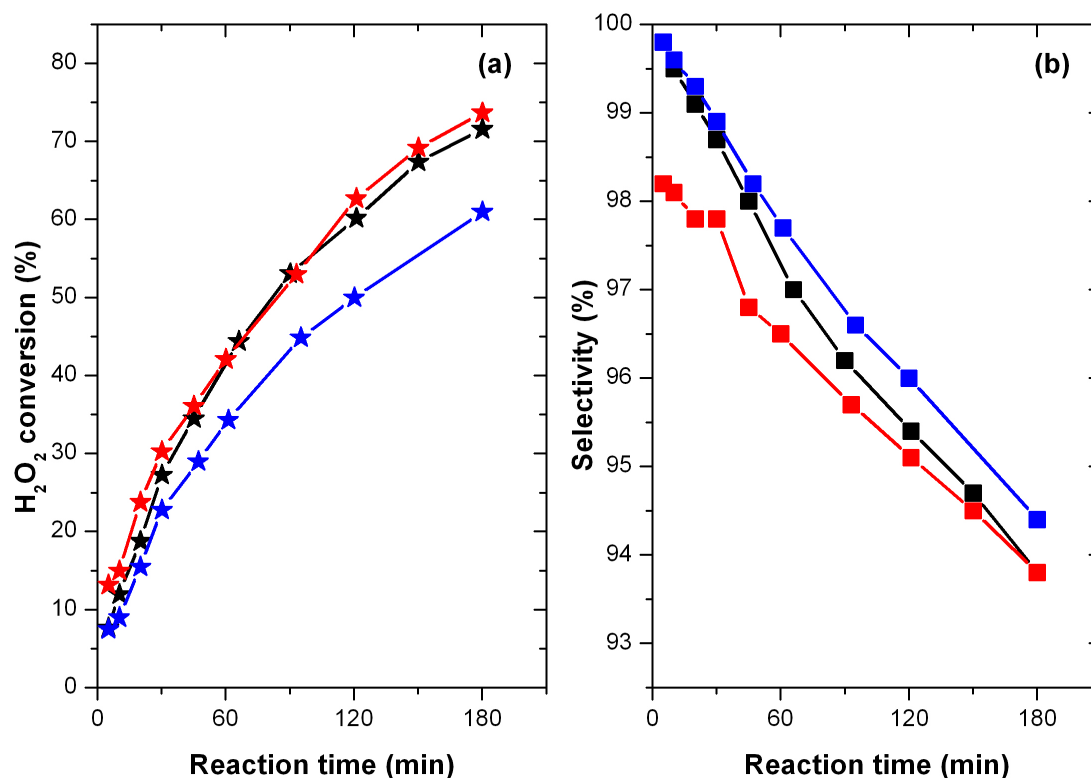 (a)
80
70
60
50
40
30
20
10
0
H₂O₂ conversion (%)
0 60 120 180
Reaction time (min)
(b)
100
99
98
97
96
95
94
93
Selectivity (%)
0 60 120 180
Reaction time (min)